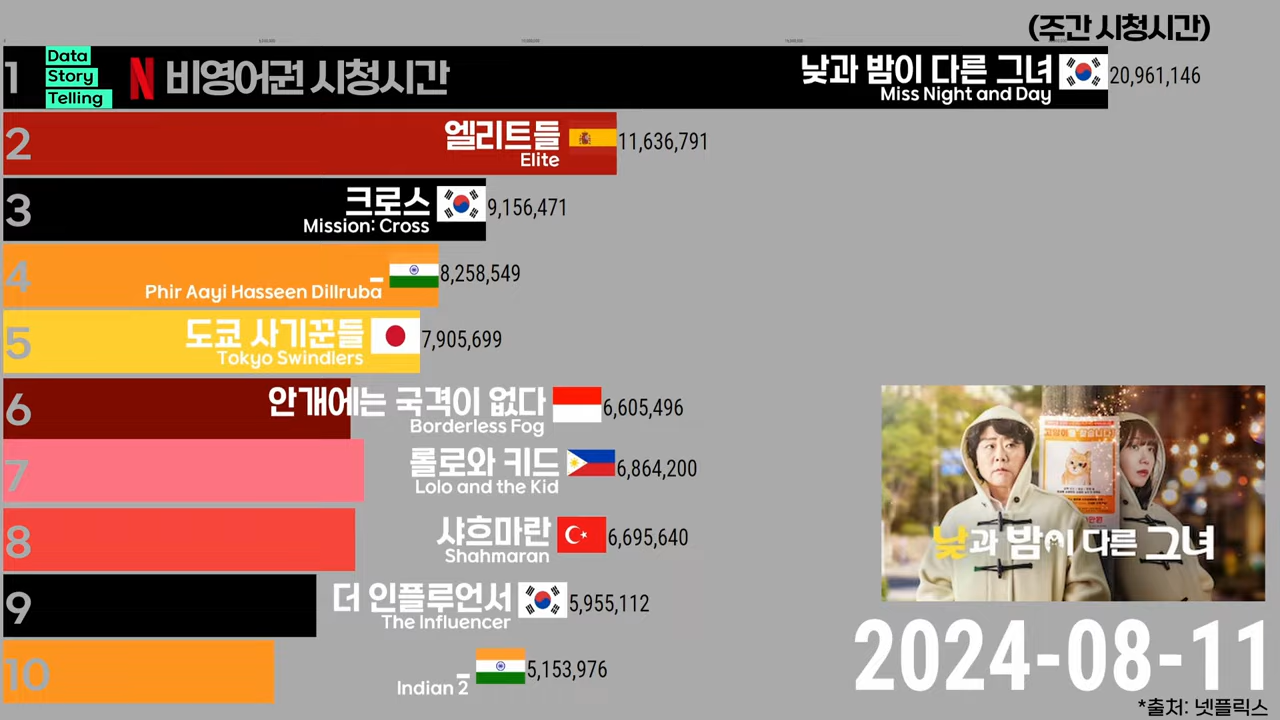 (주간 시청시간)
Data
Story
Telling
N 비영어권 시청시간
1 낮과 밤이 다른 그녀 20,961,146
Miss Night and Day
2 엘리트들 11,636,791
Elite
3 크로스 9,156,471
Mission: Cross
4 - 8,258,549
Phir Aayi Hasseen Dillruba
5 도쿄 사기꾼들 7,905,699
Tokyo Swindlers
6 안개에는 국격이 없다 6,605,496
Borderless Fog
7 롤로와 키드 6,864,200
Lolo and the Kid
8 샤흐마란 6,695,640
Shahmaran
9 더 인플루언서 5,955,112
The Influencer
10 - 5,153,976
Indian 2
낮과 밤이 다른 그녀
2024-08-11
*출처: 넷플릭스